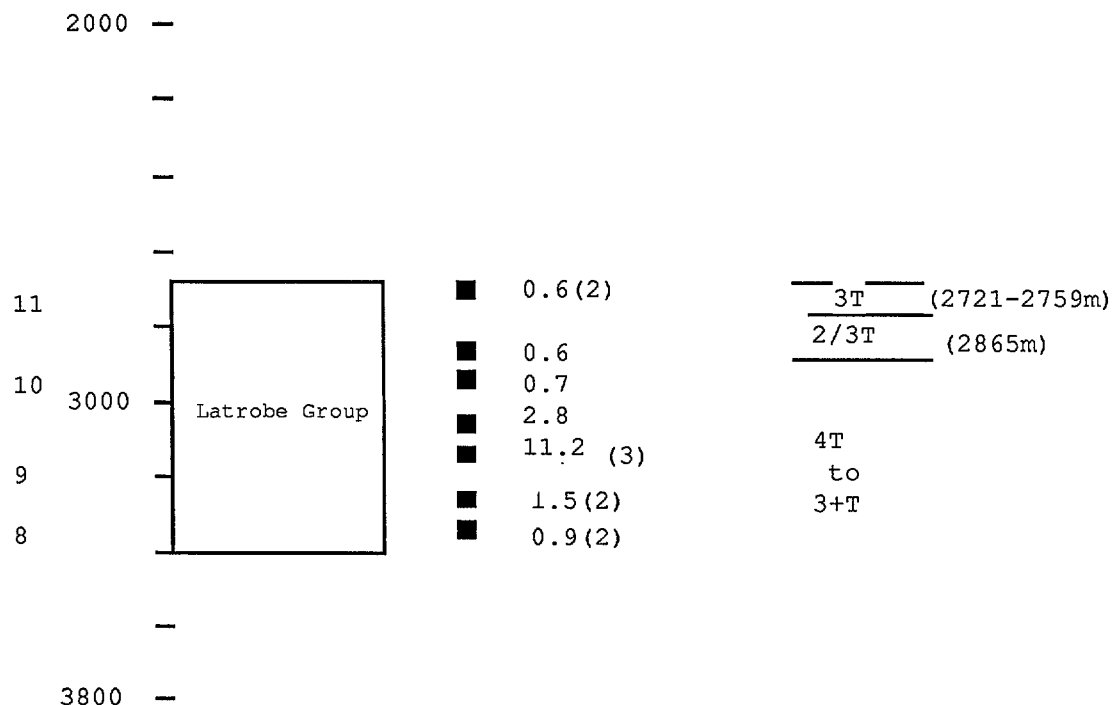 2000
11
0.6(2)
3T
(2721-2759m)
2/3T
(2865m)
0.6
10
3000
Latrobe Group
0.7
2.8
11.2 (3)
4T
to
3+T
9
1.5(2)
8
0.9(2)
3800